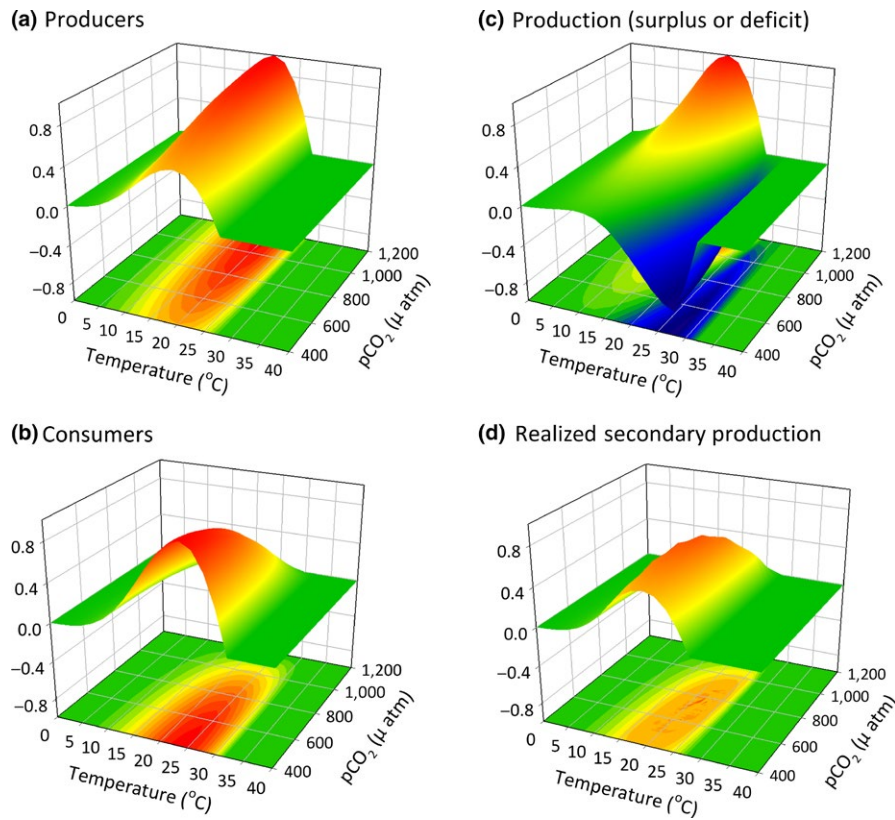 (a) Producers
0.8
0.4
0.0
−0.4
−0.8
0 5 10 15 20 25 30 35 40
Temperature (°C)
400 600 800 1,000 1,200
pCO₂ (µ atm)
(c) Production (surplus or deficit)
0.8
0.4
0.0
−0.4
−0.8
0 5 10 15 20 25 30 35 40
Temperature (°C)
400 600 800 1,000 1,200
pCO₂ (µ atm)
(b) Consumers
0.8
0.4
0.0
−0.4
−0.8
0 5 10 15 20 25 30 35 40
Temperature (°C)
400 600 800 1,000 1,200
pCO₂ (µ atm)
(d) Realized secondary production
0.8
0.4
0.0
−0.4
−0.8
0 5 10 15 20 25 30 35 40
Temperature (°C)
400 600 800 1,000 1,200
pCO₂ (µ atm)